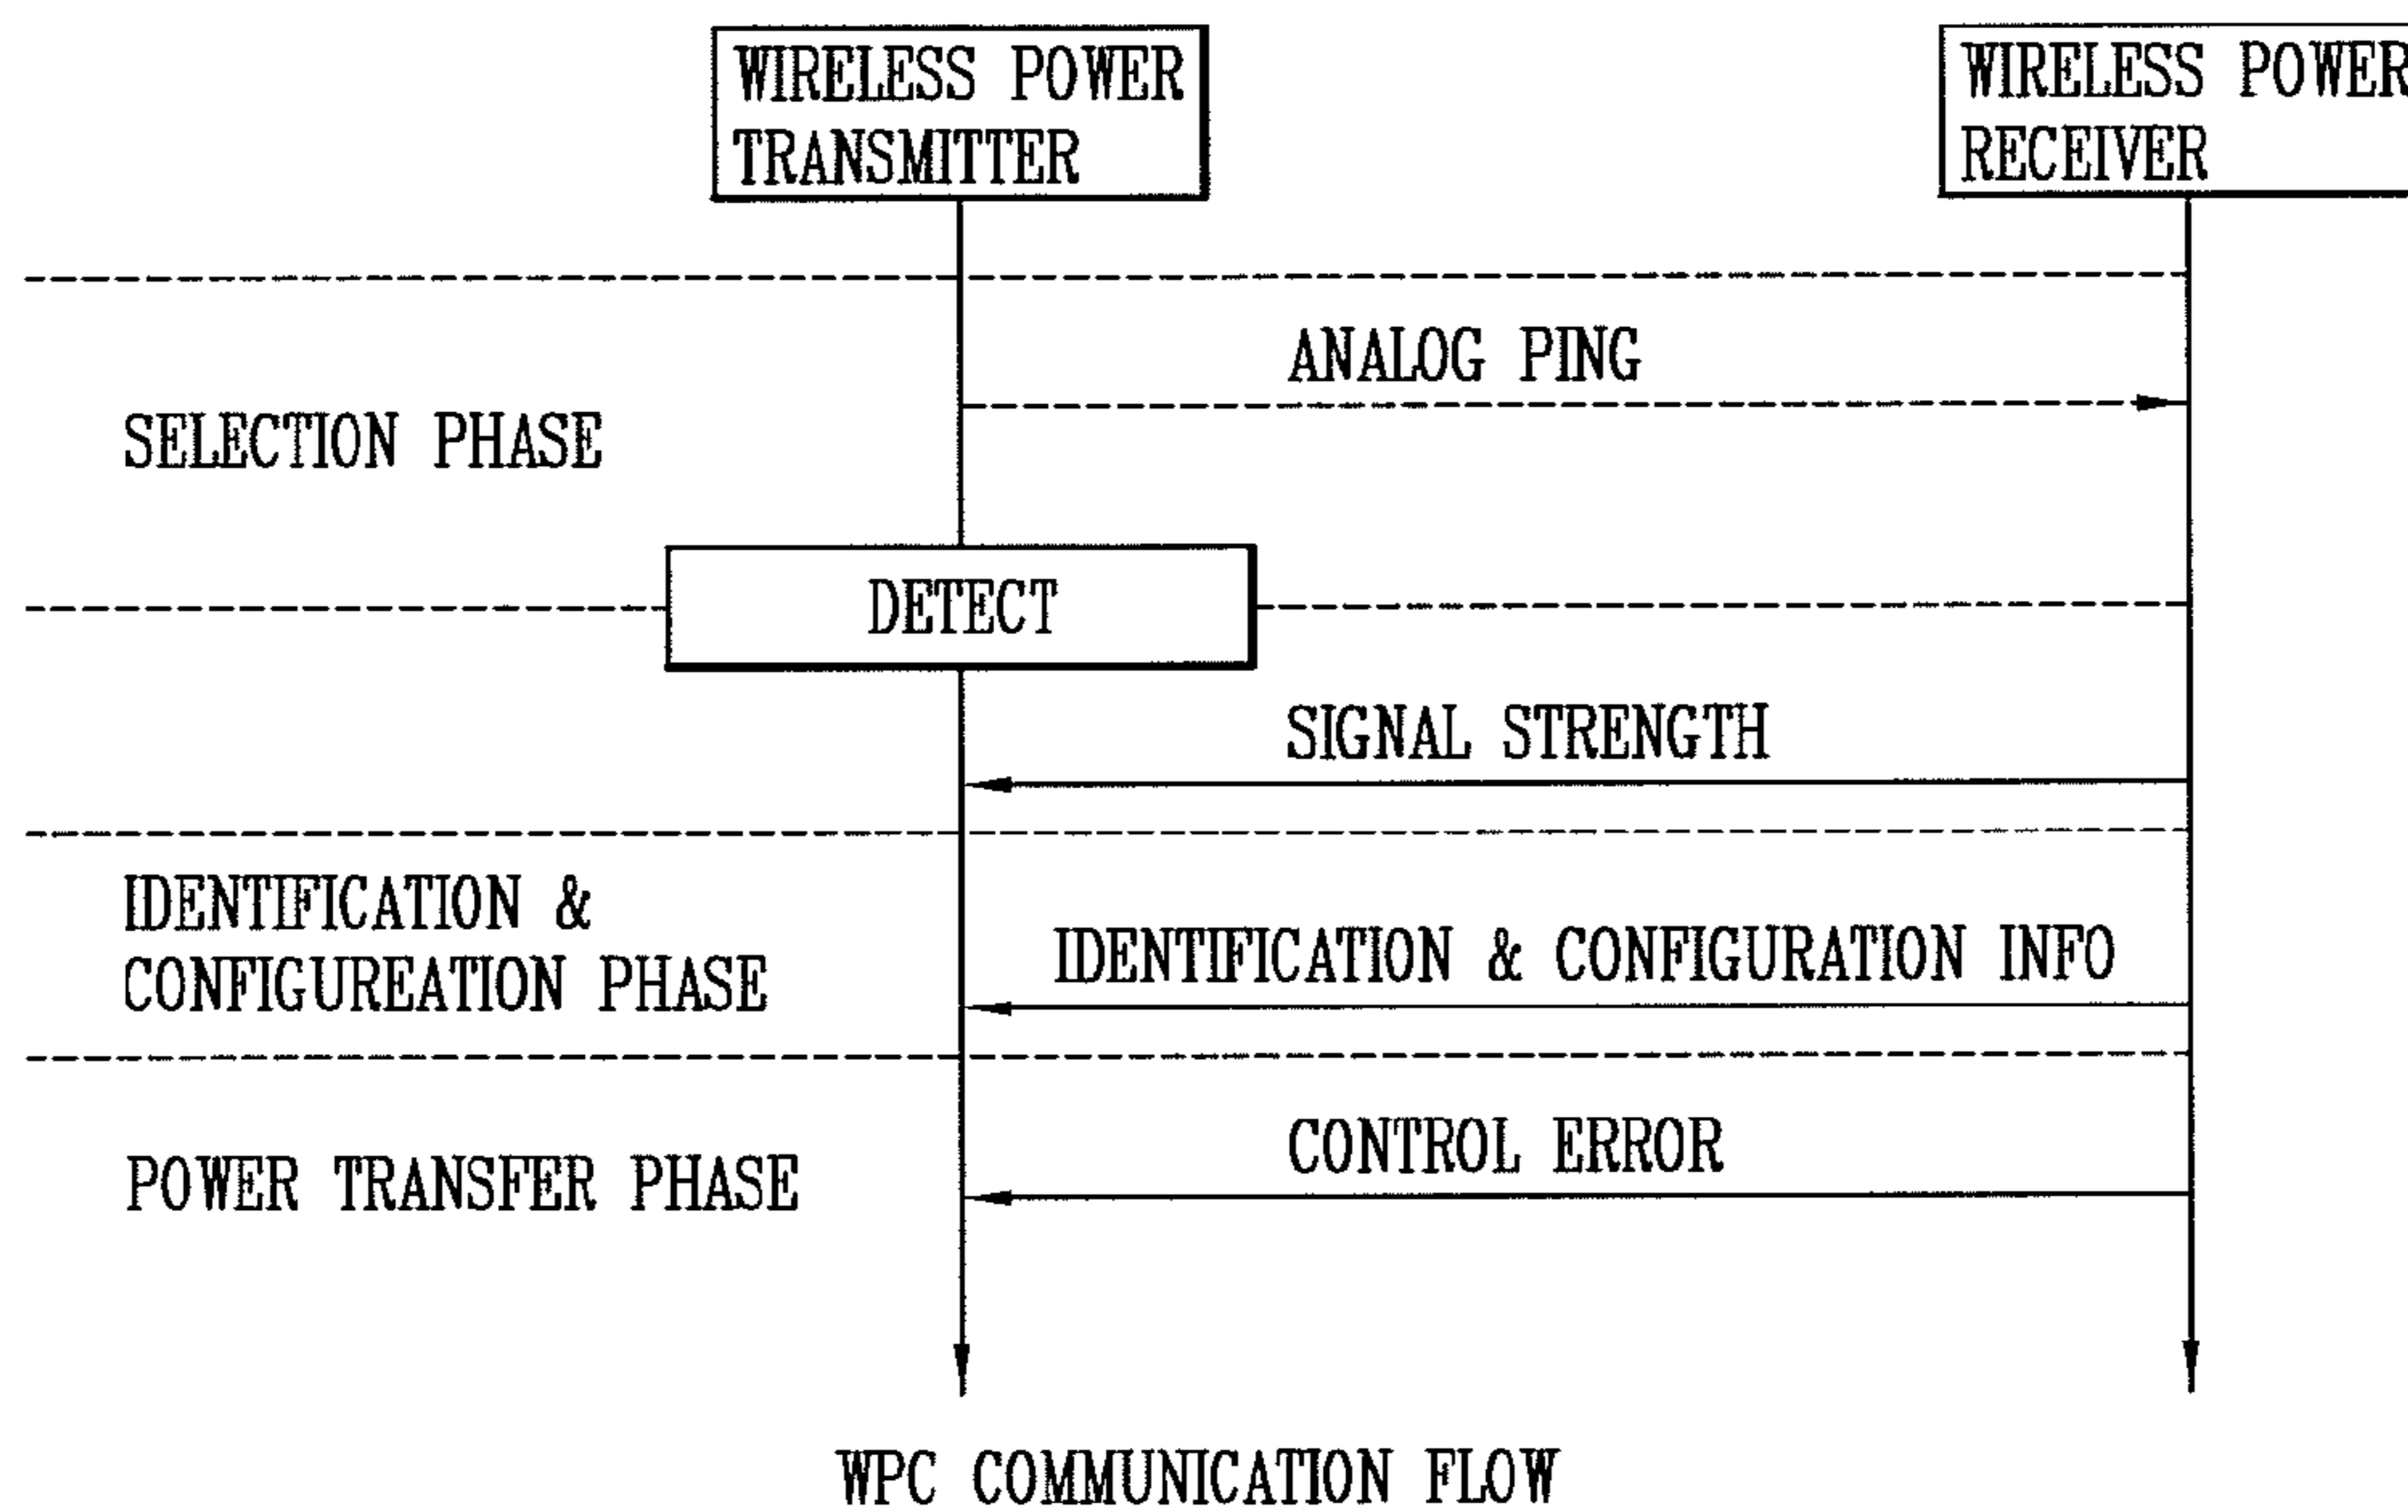 WIRELESS POWER
TRANSMITTER
WIRELESS POWER
RECEIVER
ANALOG PING
SELECTION PHASE
DETECT
SIGNAL STRENGTH
IDENTIFICATION &
CONFIGUREATION PHASE
IDENTIFICATION & CONFIGURATION INFO
CONTROL ERROR
POWER TRANSFER PHASE
WPC COMMUNICATION FLOW